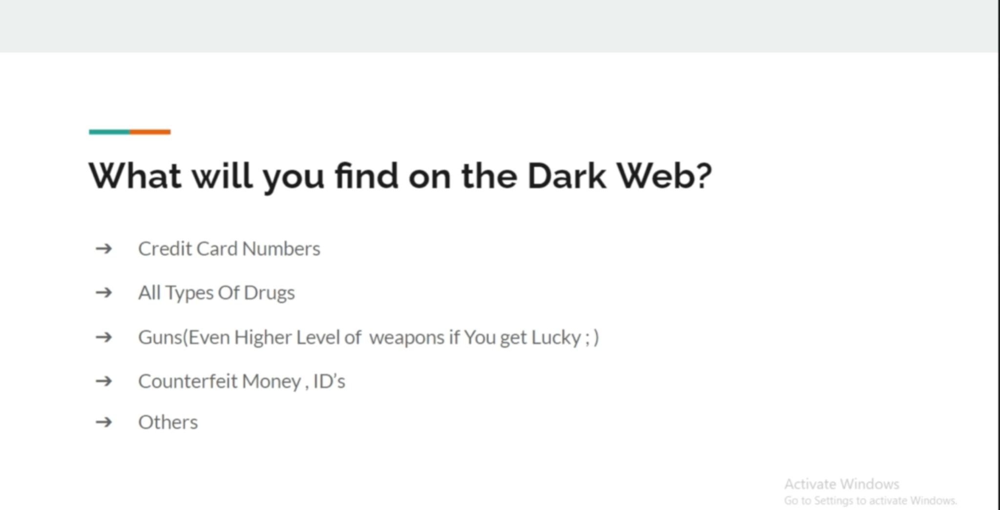 What will you find on the Dark Web?
➔ Credit Card Numbers
➔ All Types Of Drugs
➔ Guns(Even Higher Level of  weapons if You get Lucky ; )
➔ Counterfeit Money , ID’s
➔ Others
Activate Windows
Go to Settings to activate Windows.